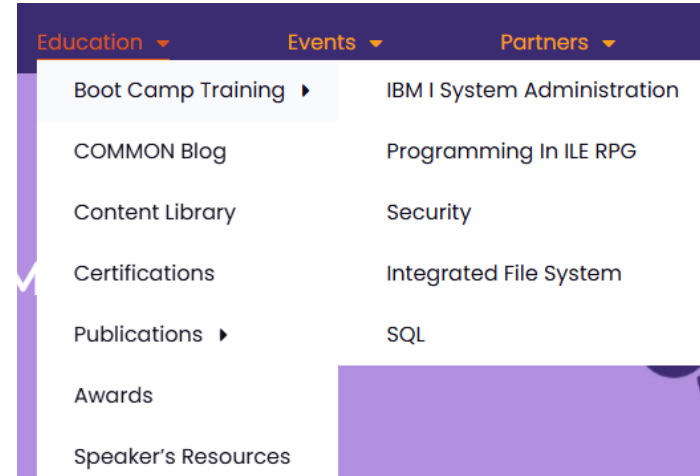 Education Events Partners
Boot Camp Training
COMMON Blog
Content Library
Certifications
Publications
Awards
Speaker’s Resources
IBM I System Administration
Programming In ILE RPG
Security
Integrated File System
SQL